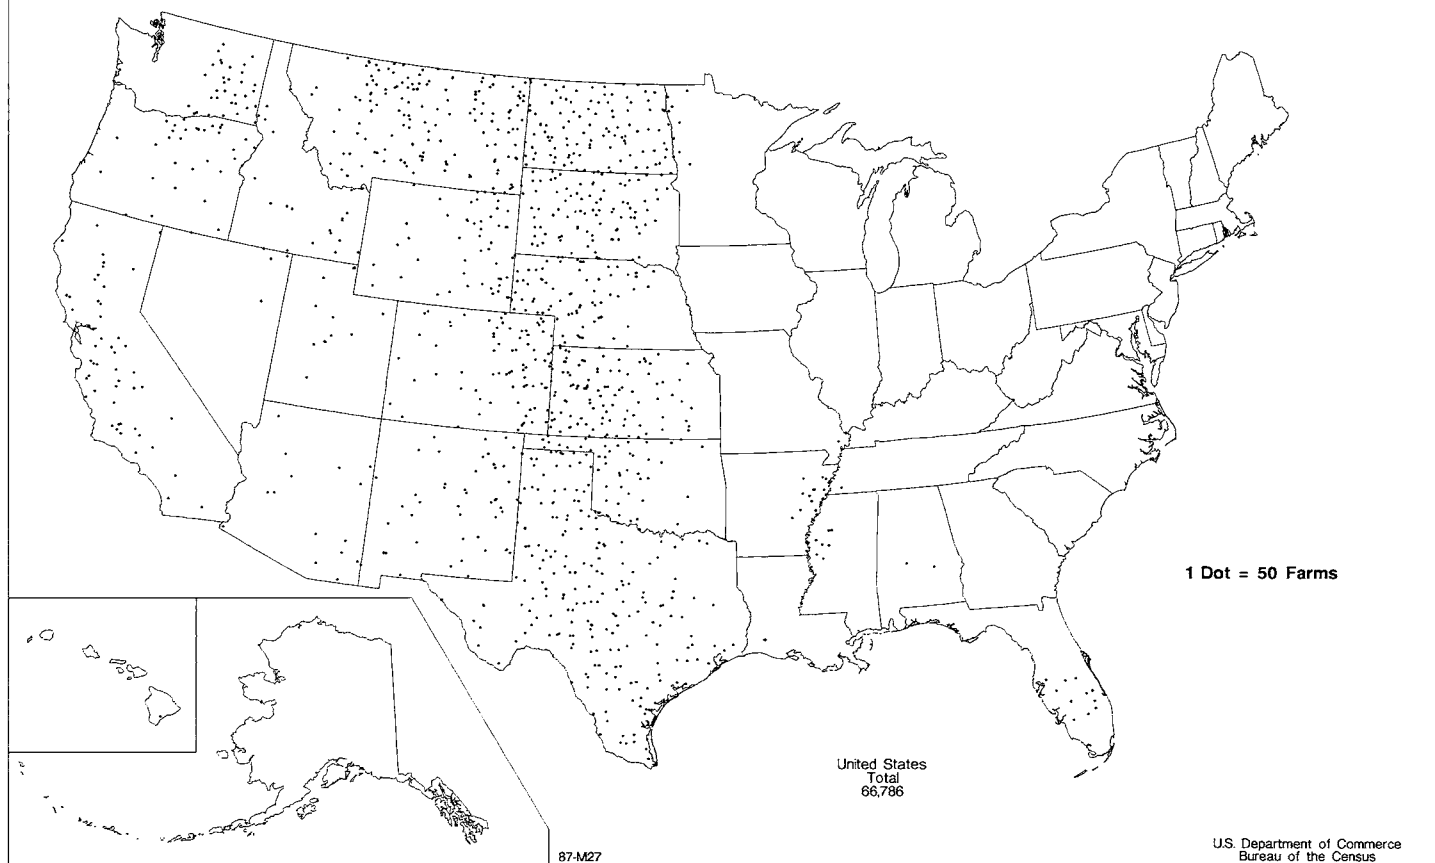 1 Dot = 50 Farms
United States
Total
66,786
87-M27
U.S. Department of Commerce
Bureau of the Census